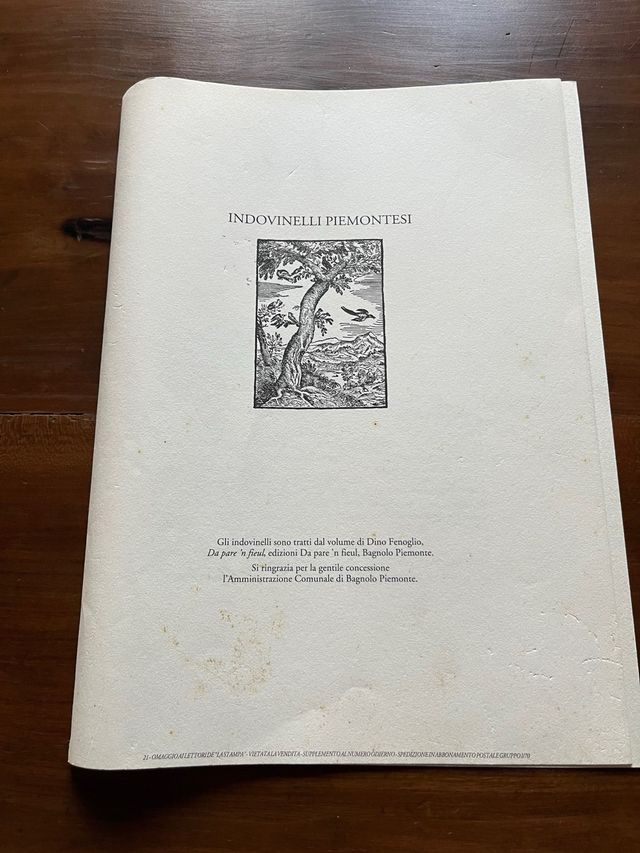 INDOVINELLI PIEMONTESI
Gli indovinelli sono tratti dal volume di Dino Fenoglio,
Da pare 'n fieul, edizioni Da pare 'n fieul, Bagnolo Piemonte.
Si ringrazia per la gentile concessione
l'Amministrazione Comunale di Bagnolo Piemonte.
21 - OMAGGIO AI LETTORI DE "LA STAMPA" - VIETATA LA VENDITA - SUPPLEMENTO AL NUMERO ODIERNO - SPEDIZIONE IN ABBONAMENTO POSTALE GRUPPO 1/70